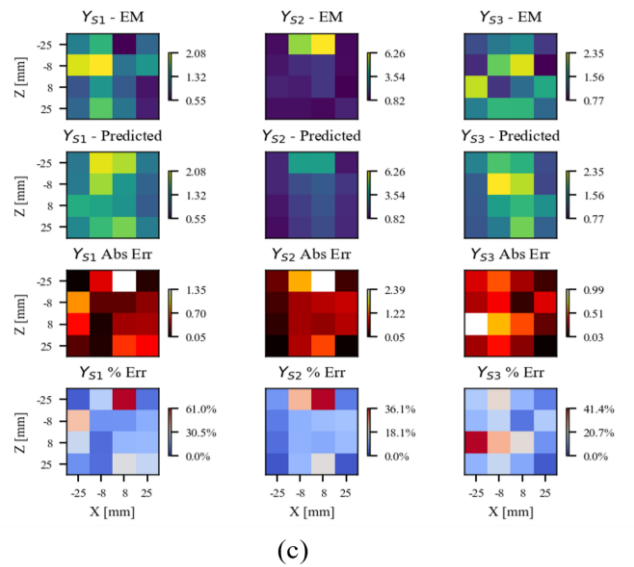 Y_S1 - EM Y_S2 - EM Y_S3 - EM
Z [mm] -25 -8 8 25 2.08 1.32 0.55 6.26 3.54 0.82 2.35 1.56 0.77
Y_S1 - Predicted Y_S2 - Predicted Y_S3 - Predicted
Z [mm] -25 -8 8 25 2.08 1.32 0.55 6.26 3.54 0.82 2.35 1.56 0.77
Y_S1 Abs Err Y_S2 Abs Err Y_S3 Abs Err
Z [mm] -25 -8 8 25 1.35 0.70 0.05 2.39 1.22 0.05 0.99 0.51 0.03
Y_S1 % Err Y_S2 % Err Y_S3 % Err
Z [mm] -25 -8 8 25 61.0% 30.5% 0.0% 36.1% 18.1% 0.0% 41.4% 20.7% 0.0%
-25 -8 8 25 -25 -8 8 25 -25 -8 8 25
X [mm] X [mm] X [mm]
(c)